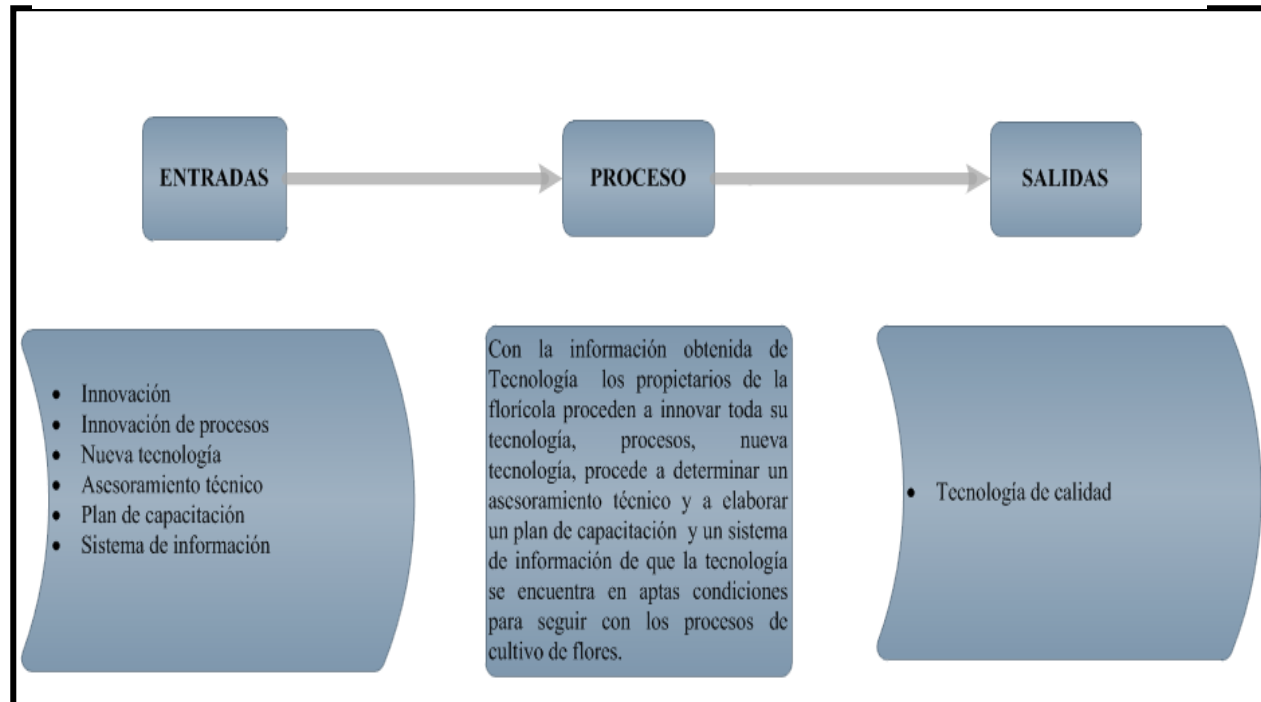 ENTRADAS
PROCESO
SALIDAS
• Innovación
• Innovación de procesos
• Nueva tecnología
• Asesoramiento técnico
• Plan de capacitación
• Sistema de información
Con la información obtenida de
Tecnología los propietarios de la
florícola proceden a innovar toda su
tecnología, procesos, nueva
tecnología, procede a determinar un
asesoramiento técnico y a elaborar
un plan de capacitación y un sistema
de información de que la tecnología
se encuentra en aptas condiciones
para seguir con los procesos de
cultivo de flores.
• Tecnología de calidad